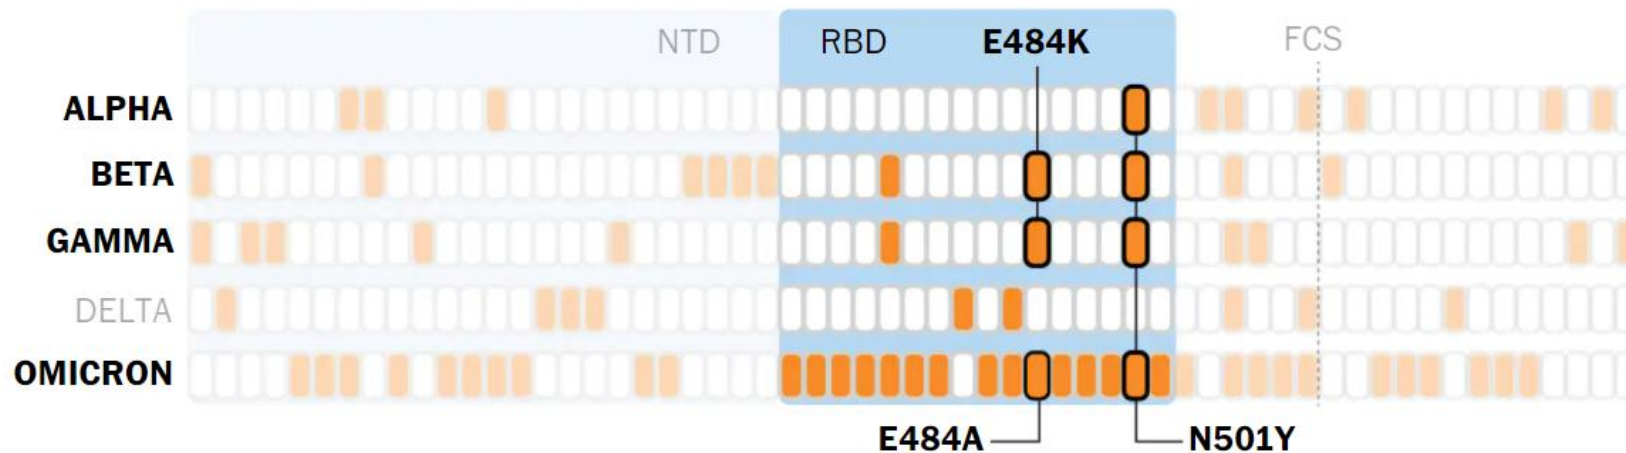 NTD RBD E484K FCS
ALPHA
BETA
GAMMA
DELTA
OMICRON
E484A N501Y